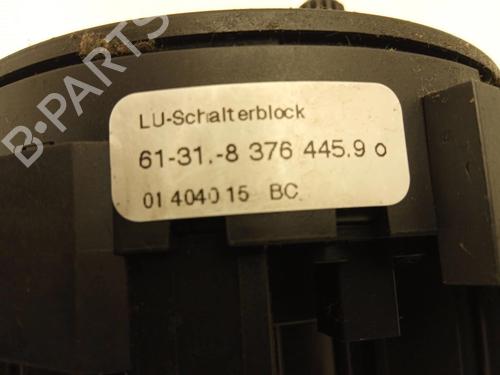 LU-Schalterblock
61-31.-8 376 445.9 o
01 404015 BC
B-PARTS